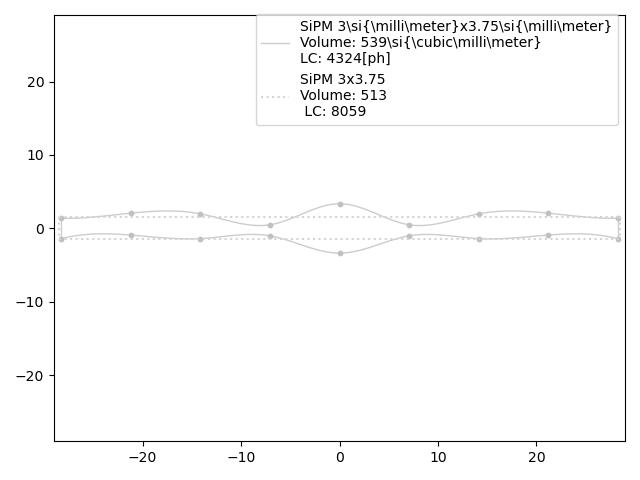 SiPM 3\si{\milli\meter}x3.75\si{\milli\meter}
Volume: 539\si{\cubic\milli\meter}
LC: 4324[ph]
SiPM 3x3.75
Volume: 513
LC: 8059
20
10
0
−10
−20
−20 −10 0 10 20